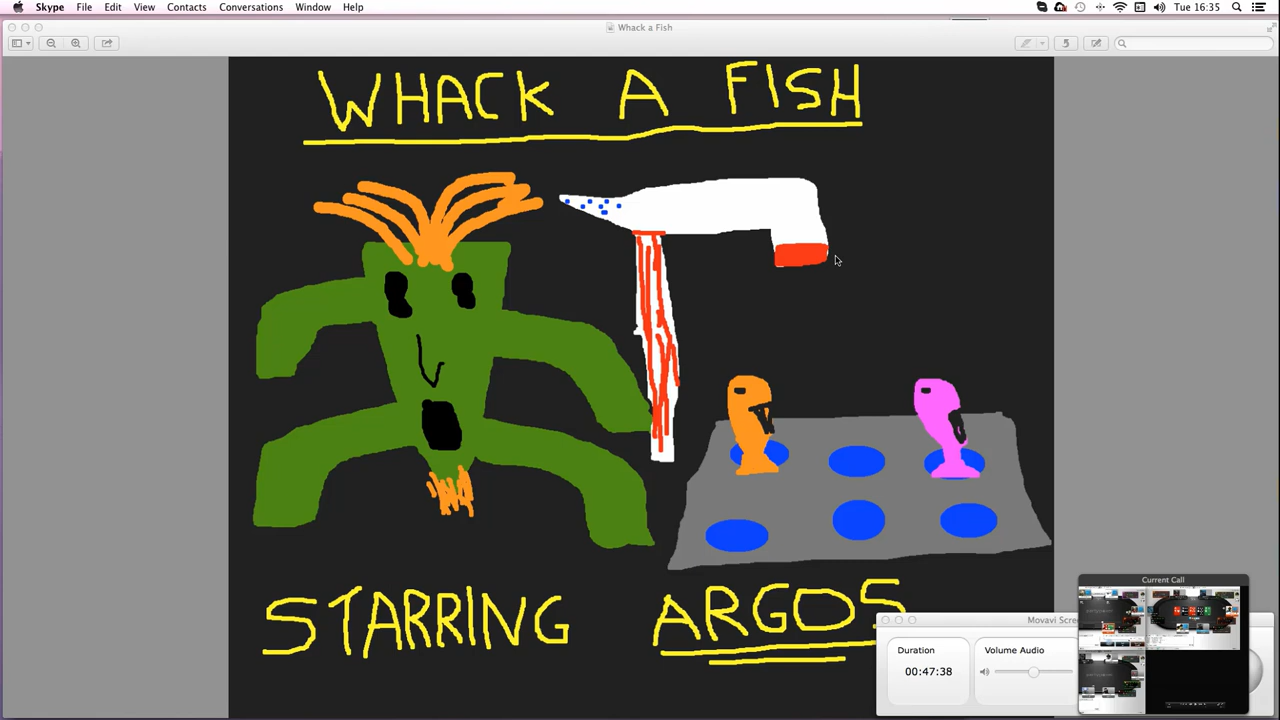 Skype File Edit View Contacts Conversations Window Help Tue 16:35
Whack a Fish
WHACK A FISH
STARRING ARGOS
Current Call
Movavi Scre
Duration
Volume Audio
00:47:38